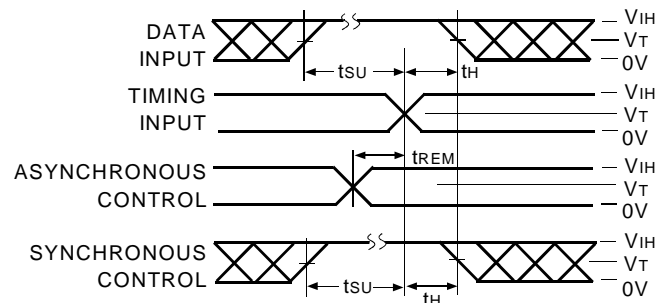 DATA
INPUT
tSU
tH
VIH
VT
0V
TIMING
INPUT
VIH
VT
0V
ASYNCHRONOUS
CONTROL
tREM
VIH
VT
0V
SYNCHRONOUS
CONTROL
tSU
tH
VIH
VT
0V